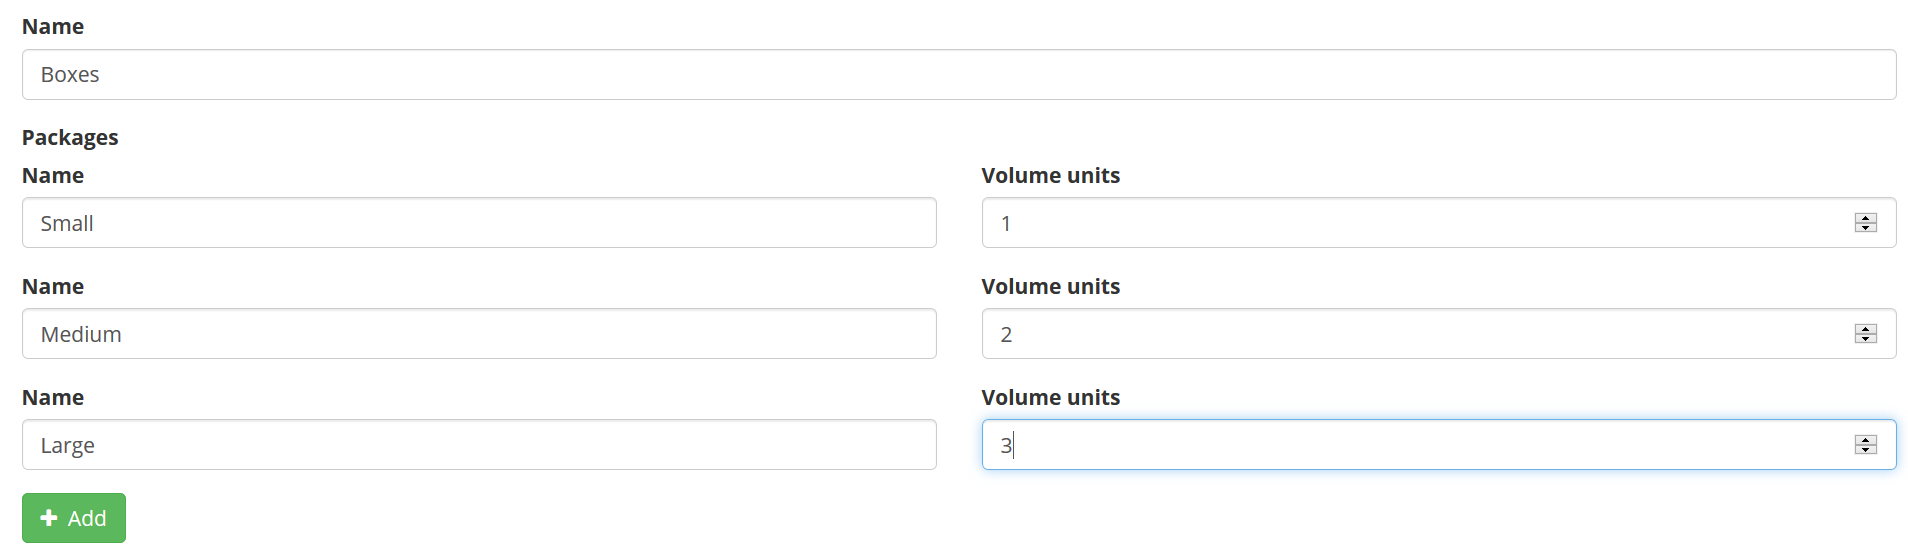 Name
Boxes
Packages
Name Volume units
Small 1
Name Volume units
Medium 2
Name Volume units
Large 3
Add